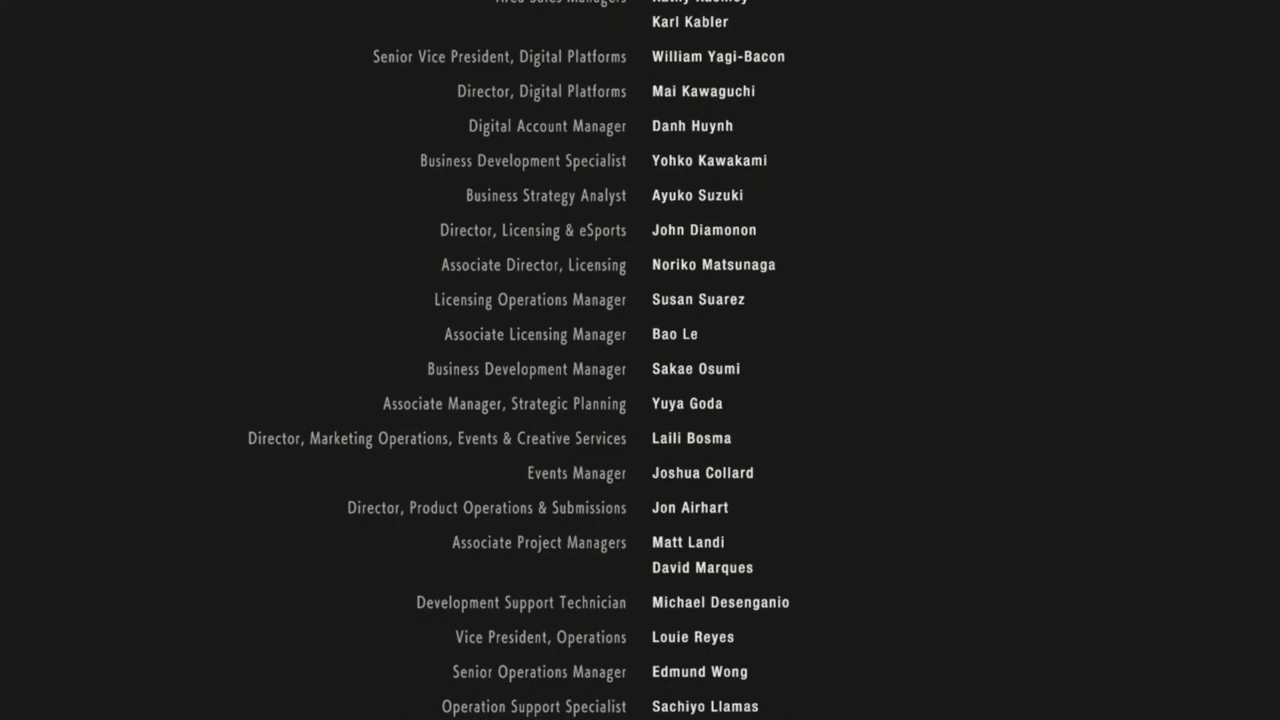 Karl Kabler
Senior Vice President, Digital Platforms William Yagi-Bacon
Director, Digital Platforms Mai Kawaguchi
Digital Account Manager Danh Huynh
Business Development Specialist Yohko Kawakami
Business Strategy Analyst Ayuko Suzuki
Director, Licensing & eSports John Diamonon
Associate Director, Licensing Noriko Matsunaga
Licensing Operations Manager Susan Suarez
Associate Licensing Manager Bao Le
Business Development Manager Sakae Osumi
Associate Manager, Strategic Planning Yuya Goda
Director, Marketing Operations, Events & Creative Services Laili Bosma
Events Manager Joshua Collard
Director, Product Operations & Submissions Jon Airhart
Associate Project Managers Matt Landi
David Marques
Development Support Technician Michael Desenganio
Vice President, Operations Louie Reyes
Senior Operations Manager Edmund Wong
Operation Support Specialist Sachiyo Llamas